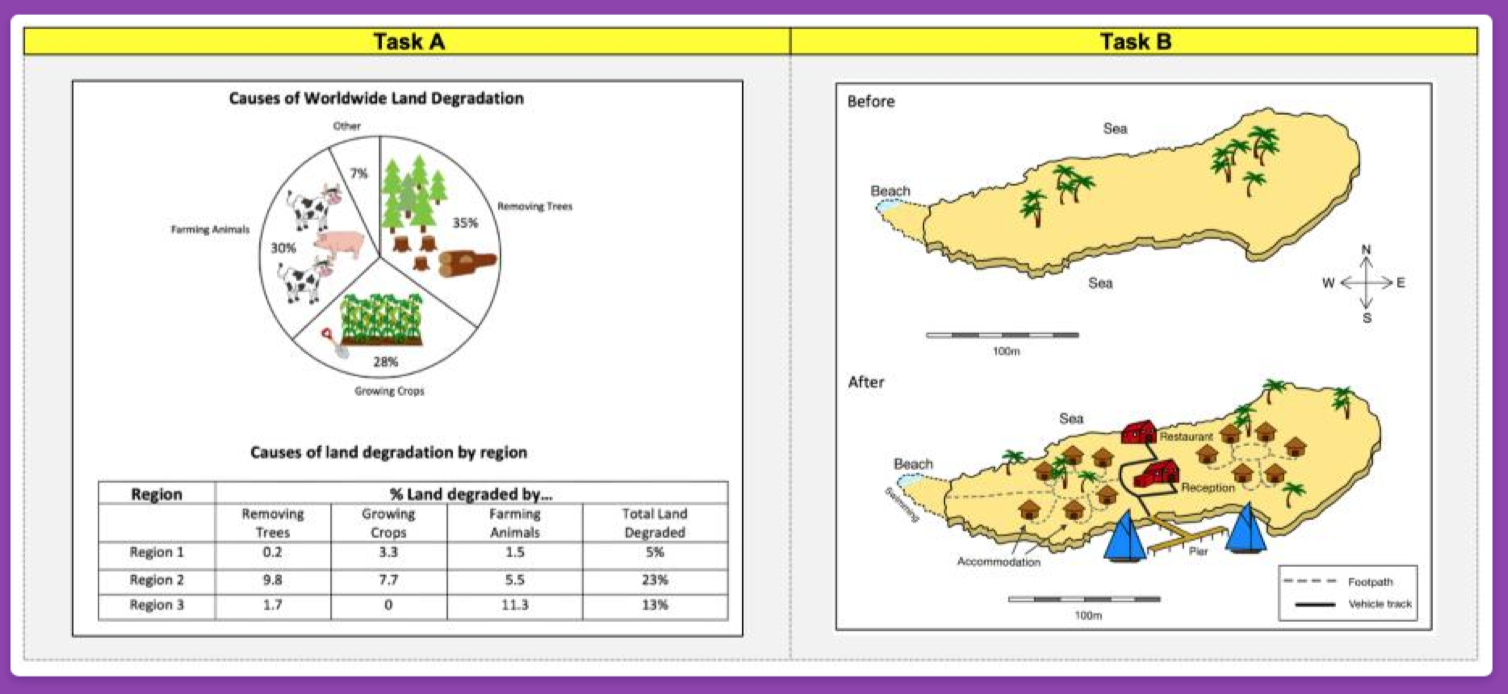 Task A
Causes of Worldwide Land Degradation
Other
7%
Removing Trees
35%
Farming Animals
30%
28%
Growing Crops
Causes of land degradation by region
Region % Land degraded by...
Removing Trees Growing Crops Farming Animals Total Land Degraded
Region 1 0.2 3.3 1.5 5%
Region 2 9.8 7.7 5.5 23%
Region 3 1.7 0 11.3 13%
Task B
Before
Sea
Beach
Sea
N
W E
S
100m
After
Sea
Restaurant
Beach
Reception
Swimming
Pier
Accommodation
Footpath
Vehicle track
100m